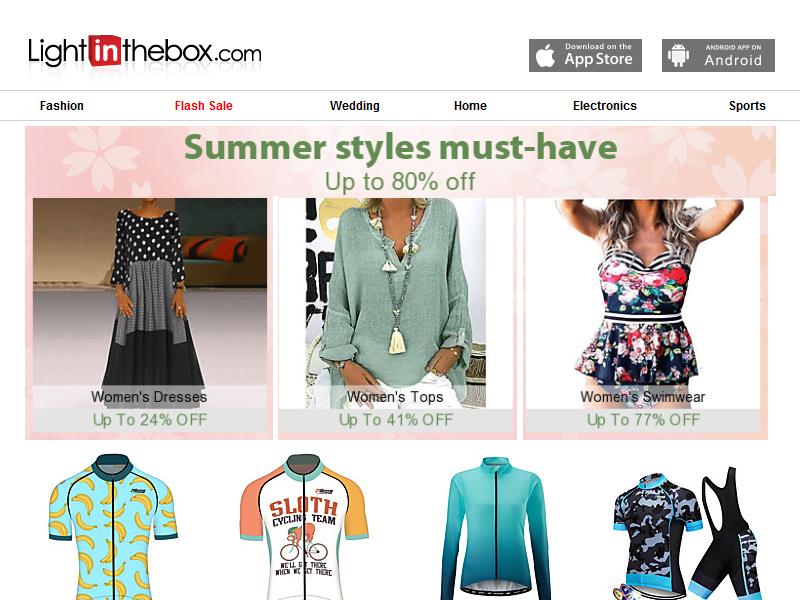 Lightinthebox.com
Download on the
App Store
ANDROID APP ON
Android
Fashion
Flash Sale
Wedding
Home
Electronics
Sports
Summer styles must-have
Up to 80% off
Women's Dresses
Women's Tops
Women's Swimwear
Up To 24% OFF
Up To 41% OFF
Up To 77% OFF
SLOTH
CYCLING TEAM
WE'LL GET THERE
WHEN WE GET THERE